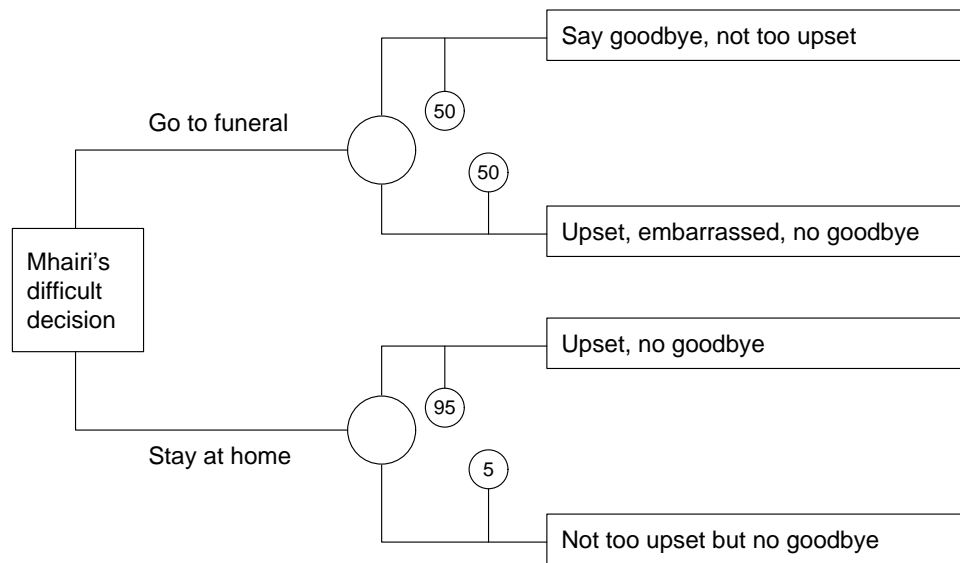 Say goodbye, not too upset
50
Go to funeral
50
Upset, embarrassed, no goodbye
Mhairi’s
difficult
decision
Upset, no goodbye
95
Stay at home
5
Not too upset but no goodbye